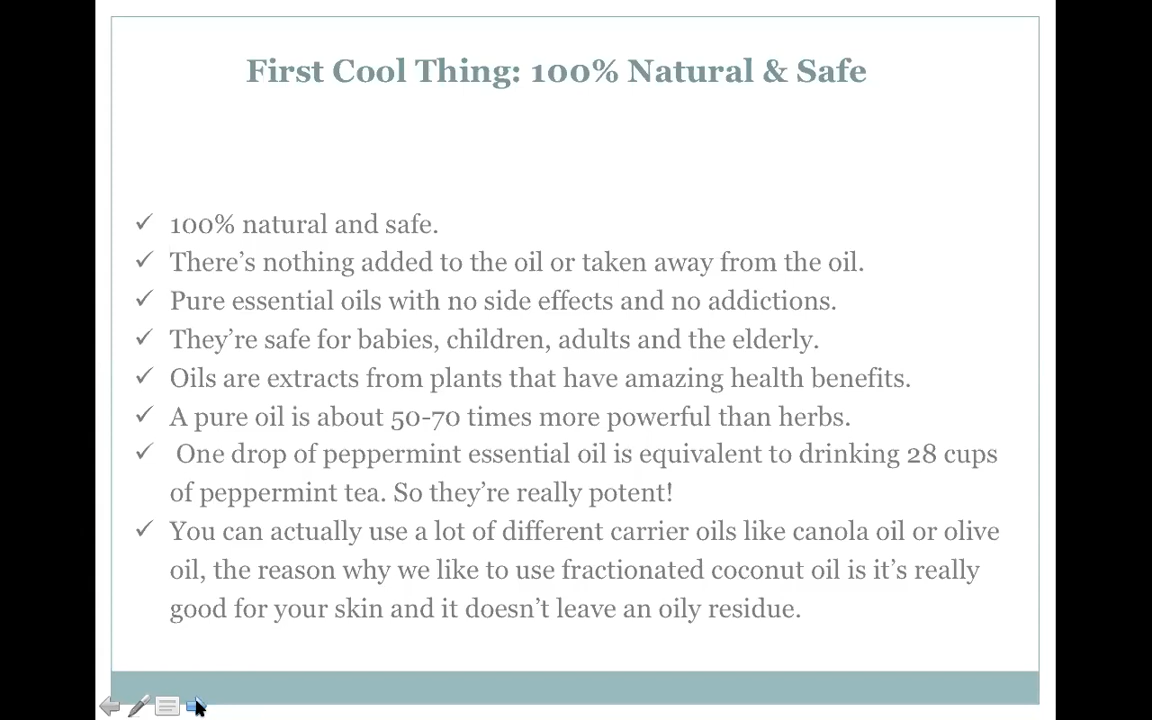 First Cool Thing: 100% Natural & Safe
✓ 100% natural and safe.
✓ There’s nothing added to the oil or taken away from the oil.
✓ Pure essential oils with no side effects and no addictions.
✓ They’re safe for babies, children, adults and the elderly.
✓ Oils are extracts from plants that have amazing health benefits.
✓ A pure oil is about 50-70 times more powerful than herbs.
✓ One drop of peppermint essential oil is equivalent to drinking 28 cups
of peppermint tea. So they’re really potent!
✓ You can actually use a lot of different carrier oils like canola oil or olive
oil, the reason why we like to use fractionated coconut oil is it’s really
good for your skin and it doesn’t leave an oily residue.